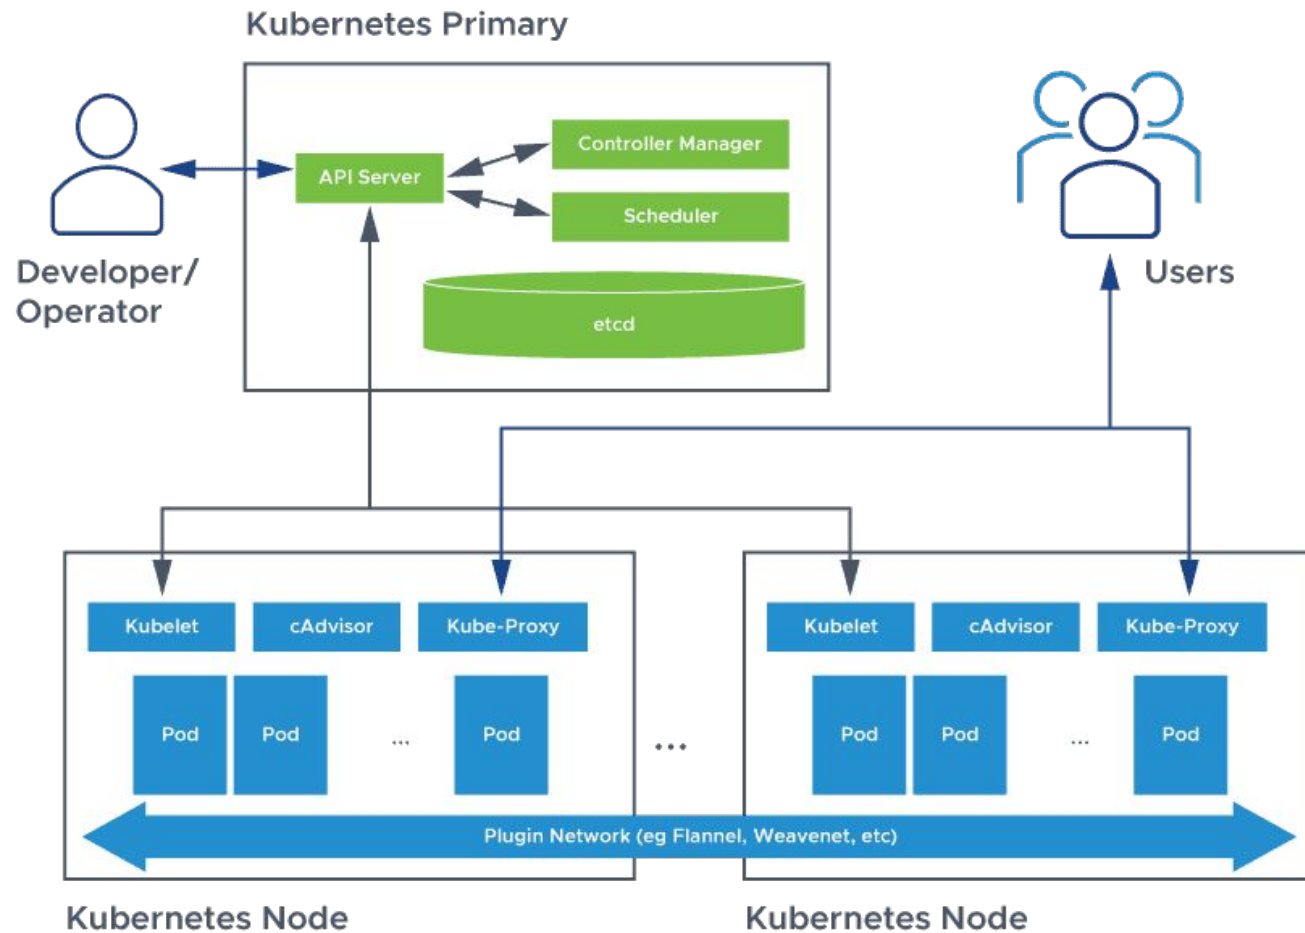 Kubernetes Primary
Controller Manager
API Server
Scheduler
etcd
Developer/
Operator
Users
Kubelet
cAdvisor
Kube-Proxy
Pod
Pod
...
Pod
...
Kubelet
cAdvisor
Kube-Proxy
Pod
Pod
...
Pod
Plugin Network (eg Flannel, Weavenet, etc)
Kubernetes Node
Kubernetes Node